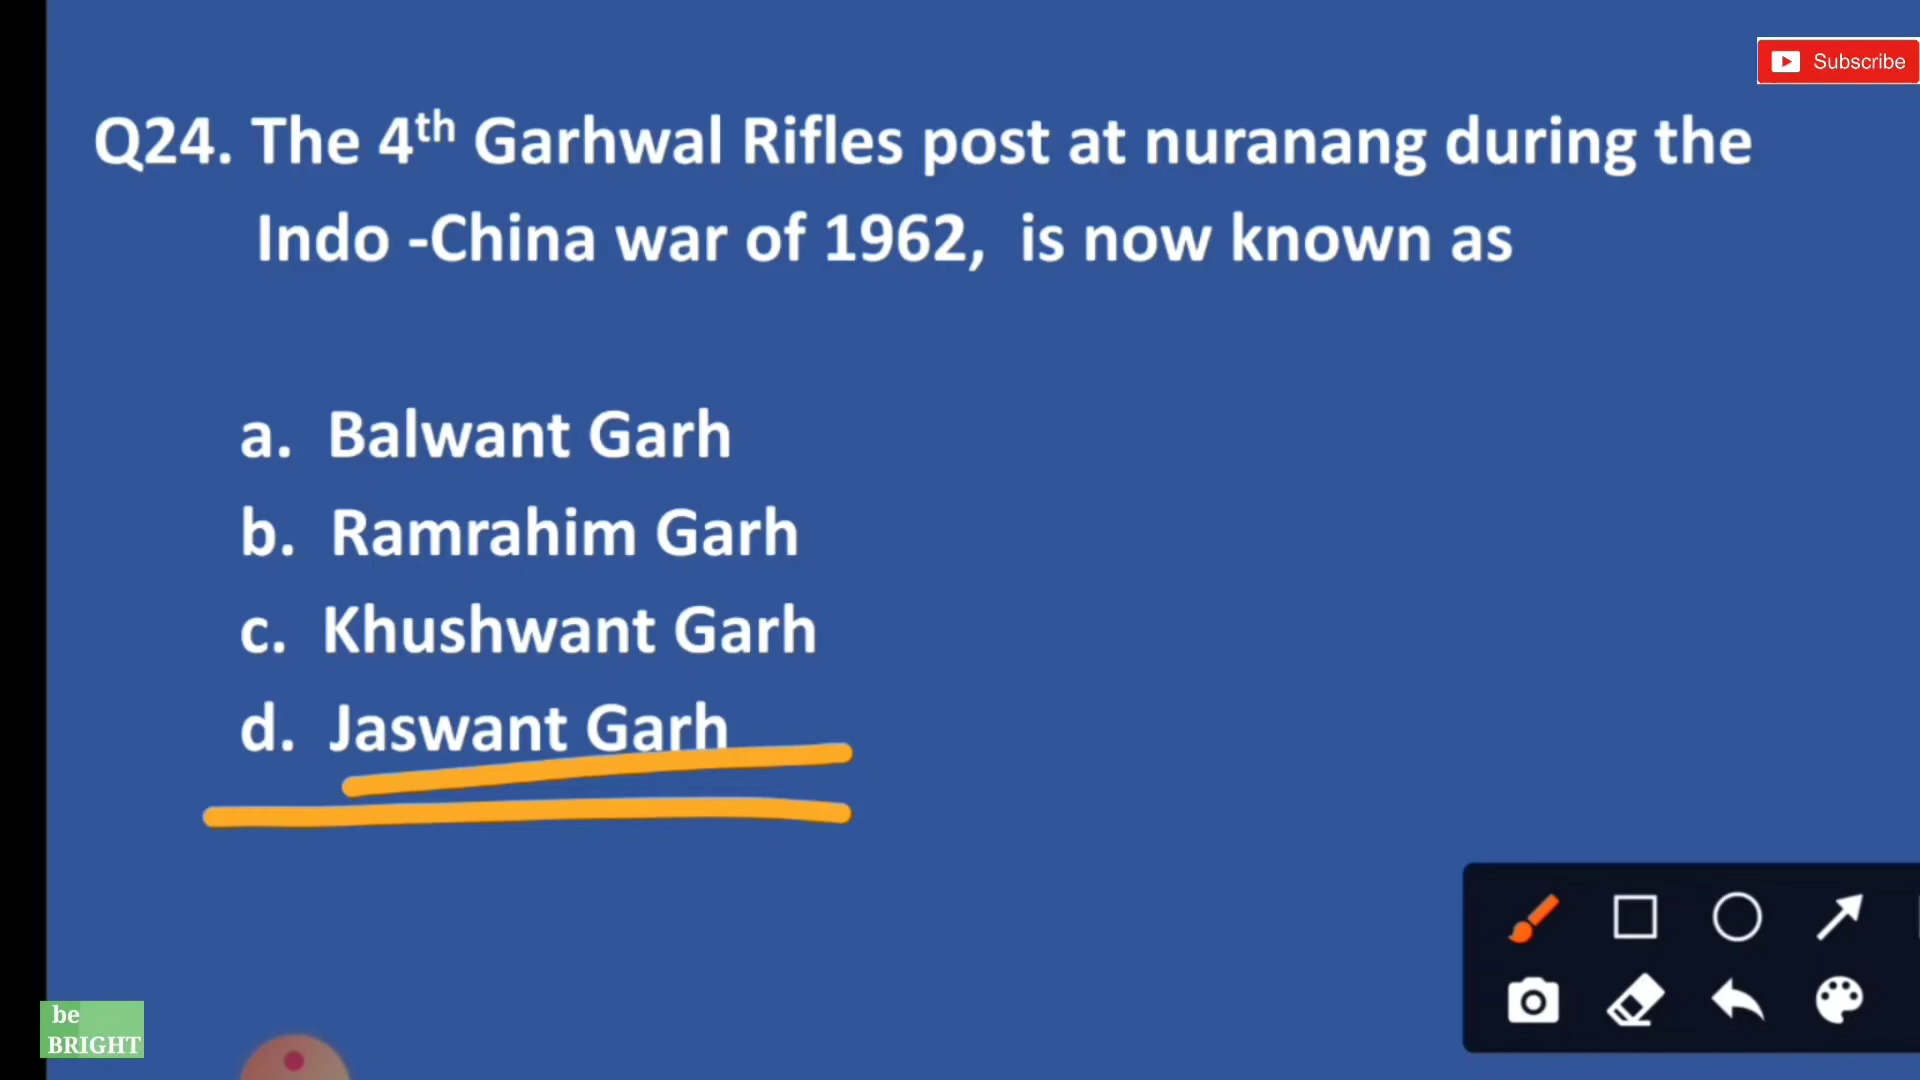 Subscribe
Q24. The 4th Garhwal Rifles post at nuranang during the
Indo -China war of 1962, is now known as
a. Balwant Garh
b. Ramrahim Garh
c. Khushwant Garh
d. Jaswant Garh
be
BRIGHT